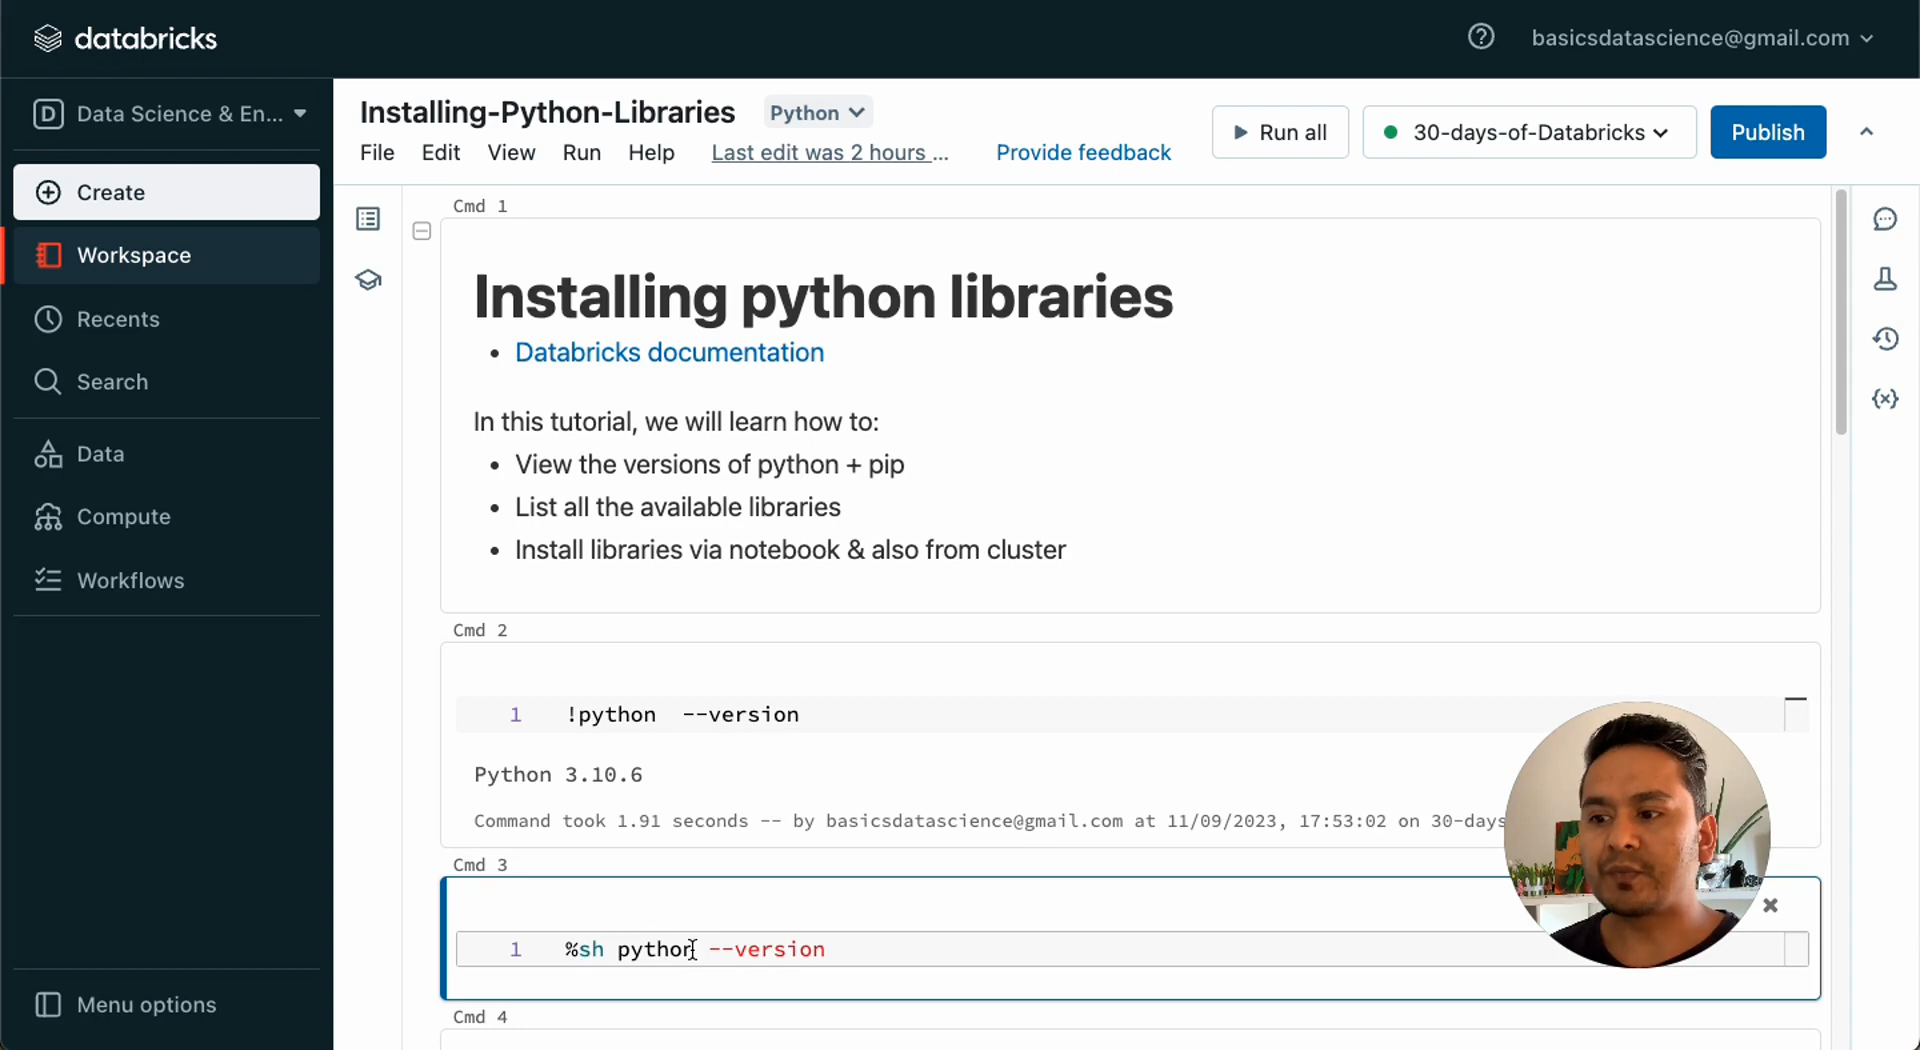 databricks
basicsdatascience@gmail.com
D Data Science & En...
Create
Workspace
Recents
Search
Data
Compute
Workflows
Menu options
Installing-Python-Libraries Python
File Edit View Run Help Last edit was 2 hours ... Provide feedback
Run all 30-days-of-Databricks Publish
Cmd 1
Installing python libraries
• Databricks documentation
In this tutorial, we will learn how to:
• View the versions of python + pip
• List all the available libraries
• Install libraries via notebook & also from cluster
Cmd 2
1 !python --version
Python 3.10.6
Command took 1.91 seconds -- by basicsdatascience@gmail.com at 11/09/2023, 17:53:02 on 30-days
Cmd 3
1 %sh python --version
Cmd 4